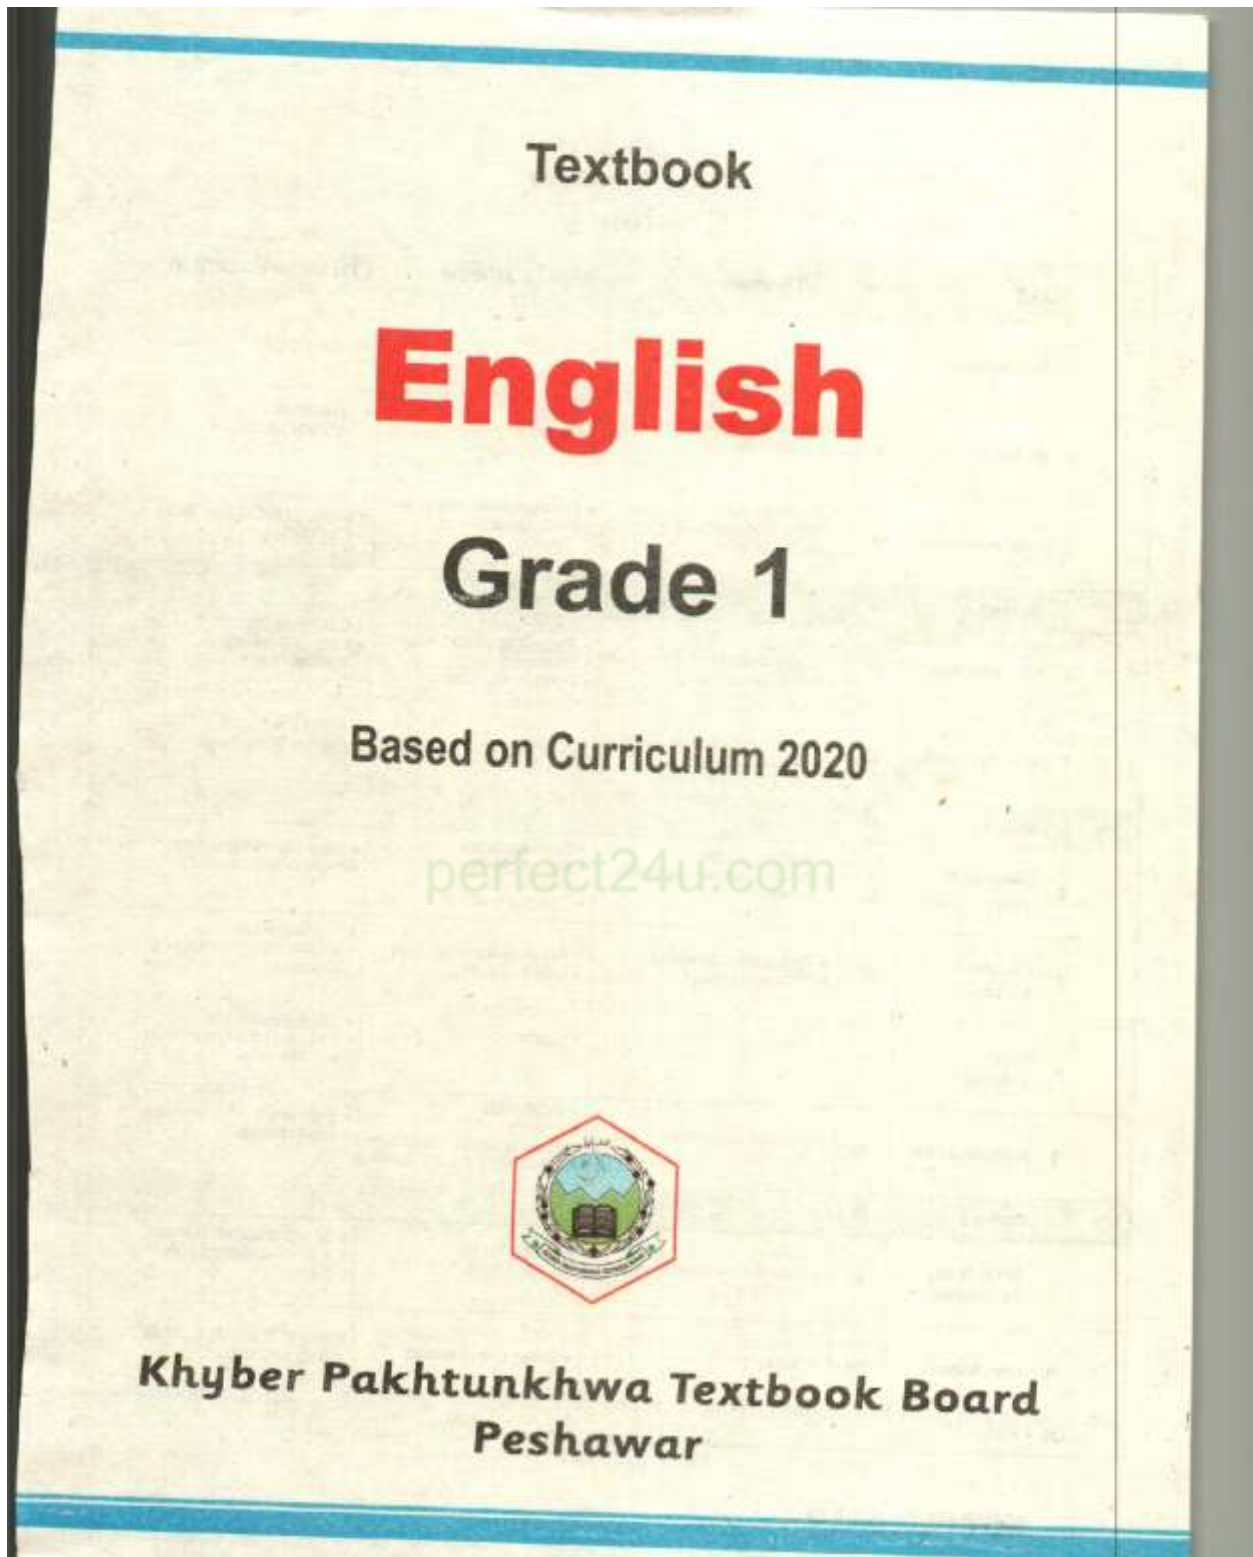 Textbook
English
Grade 1
Based on Curriculum 2020
perfect24u.com
Khyber Pakhtunkhwa Textbook Board
Peshawar